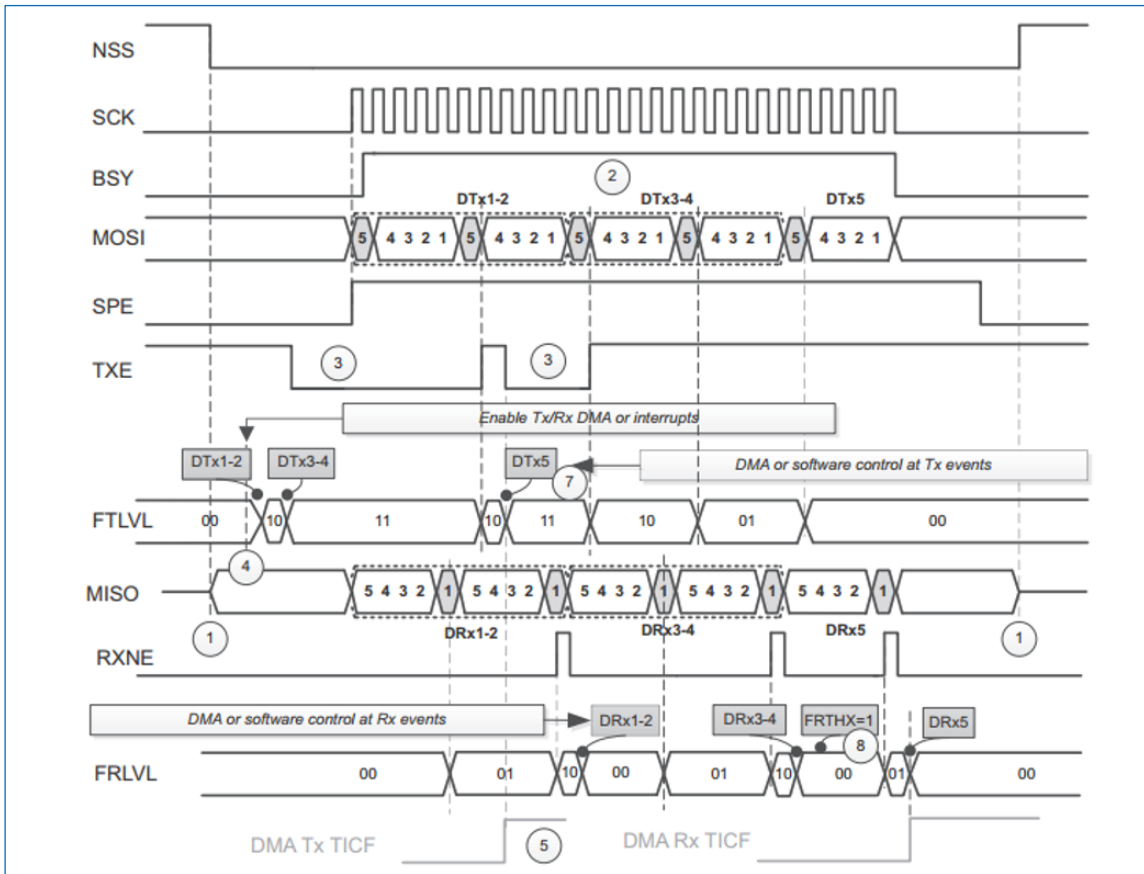 NSS
SCK
BSY
2
DTx1-2 DTx3-4 DTx5
MOSI 5 4 3 2 1 5 4 3 2 1 5 4 3 2 1 5 4 3 2 1 5 4 3 2 1
SPE
TXE 3 3
Enable Tx/Rx DMA or interrupts
DTx1-2 DTx3-4 DTx5 DMA or software control at Tx events
7
FTLVL 00 10 11 10 11 10 01 00
4
MISO 5 4 3 2 1 5 4 3 2 1 5 4 3 2 1 5 4 3 2 1 5 4 3 2 1
1 DRx1-2 DRx3-4 DRx5 1
RXNE
DMA or software control at Rx events DRx1-2 DRx3-4 FRTHX=1 DRx5
8
FRLVL 00 01 10 00 01 10 00 01 00
DMA Tx TICF 5 DMA Rx TICF